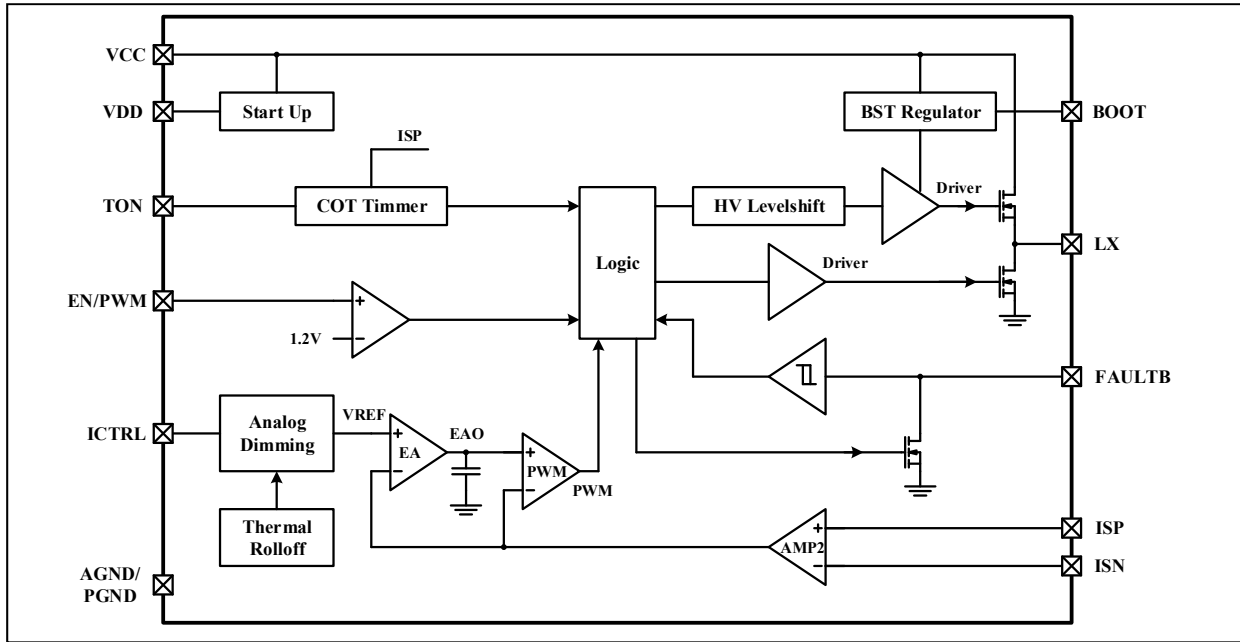 VCC
VDD
Start Up
BST Regulator
BOOT
ISP
TON
COT Timmer
HV Levelshift
Driver
Logic
LX
Driver
EN/PWM
+
1.2V
−
FAULTB
ICTRL
Analog
Dimming
VREF
+
EA
−
EAO
+
PWM
−
PWM
Thermal
Rolloff
+
AMP2
−
ISP
ISN
AGND/
PGND